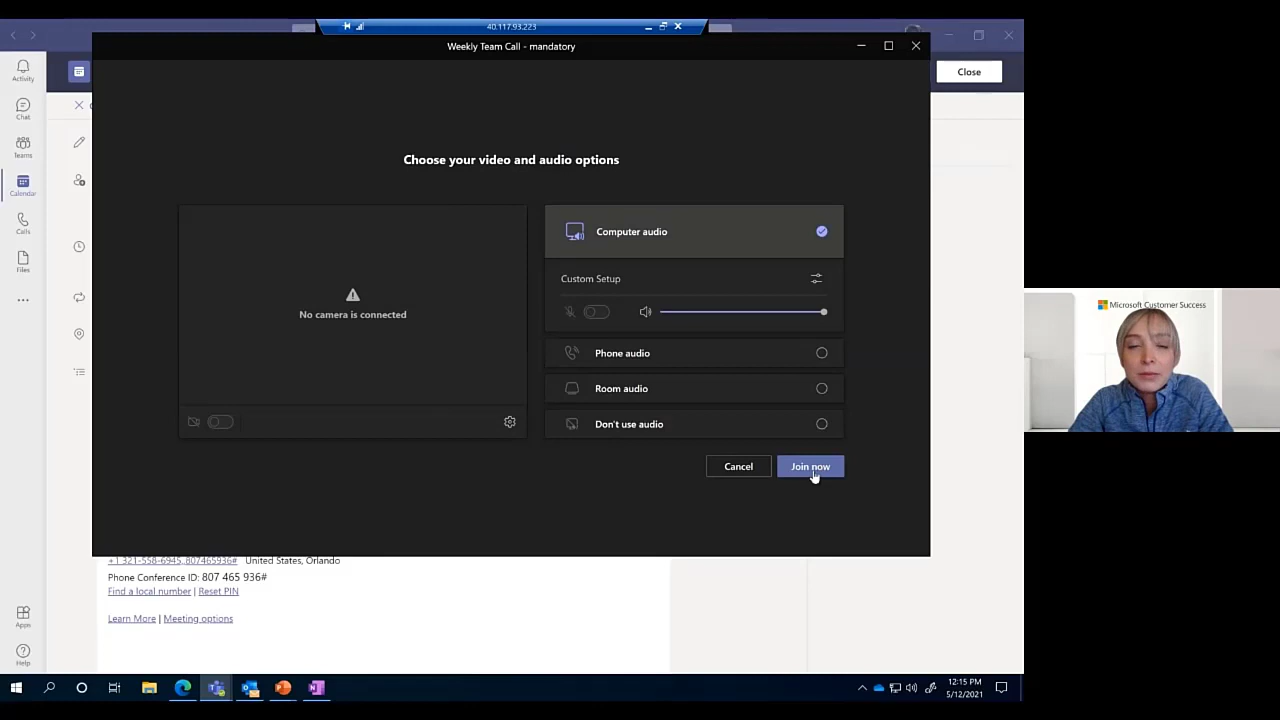 40.117.93.223
Weekly Team Call - mandatory
Close
Activity
Chat
Teams
Calendar
Calls
Files
Apps
Help
Choose your video and audio options
No camera is connected
Computer audio
Custom Setup
Phone audio
Room audio
Don't use audio
Cancel
Join now
+1 321-558-6945,,807465936# United States, Orlando
Phone Conference ID: 807 465 936#
Find a local number | Reset PIN
Learn More | Meeting options
Microsoft Customer Success
12:15 PM
5/12/2021